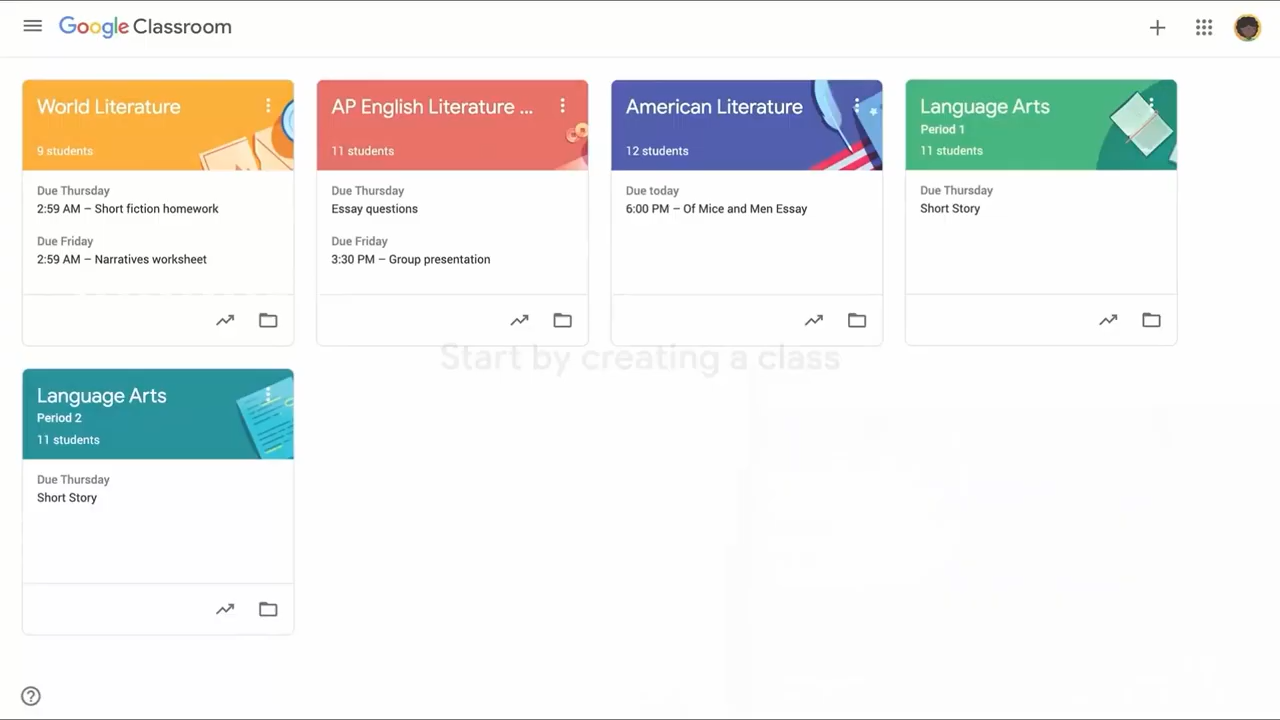 Google Classroom
World Literature
9 students
Due Thursday
2:59 AM – Short fiction homework
Due Friday
2:59 AM – Narratives worksheet
AP English Literature ...
11 students
Due Thursday
Essay questions
Due Friday
3:30 PM – Group presentation
American Literature
12 students
Due today
6:00 PM – Of Mice and Men Essay
Language Arts
Period 1
11 students
Due Thursday
Short Story
Start by creating a class
Language Arts
Period 2
11 students
Due Thursday
Short Story